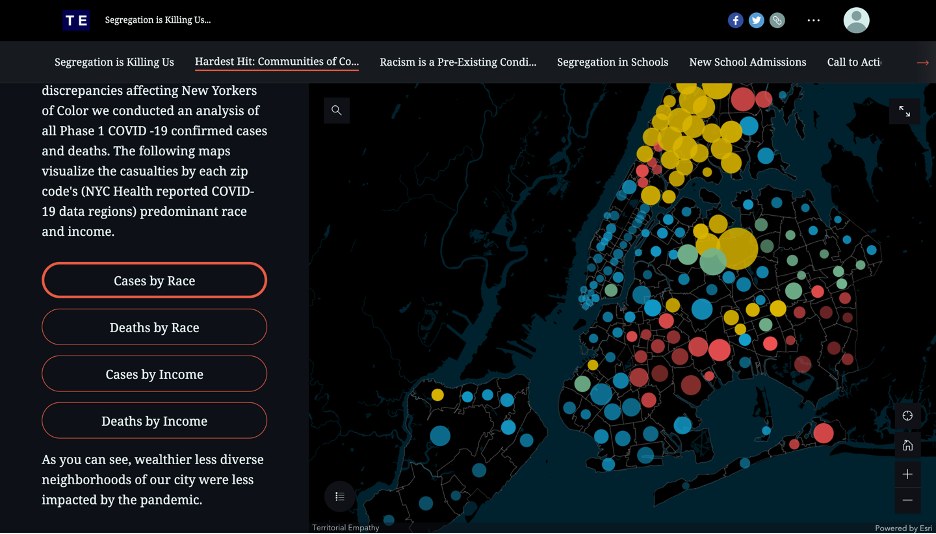 TE
Segregation is Killing Us...
Segregation is Killing Us
Hardest Hit: Communities of Co...
Racism is a Pre-Existing Condi...
Segregation in Schools
New School Admissions
Call to Acti
discrepancies affecting New Yorkers
of Color we conducted an analysis of
all Phase 1 COVID -19 confirmed cases
and deaths. The following maps
visualize the casualties by each zip
code's (NYC Health reported COVID-
19 data regions) predominant race
and income.
Cases by Race
Deaths by Race
Cases by Income
Deaths by Income
As you can see, wealthier less diverse
neighborhoods of our city were less
impacted by the pandemic.
Territorial Empathy
Powered by Esri